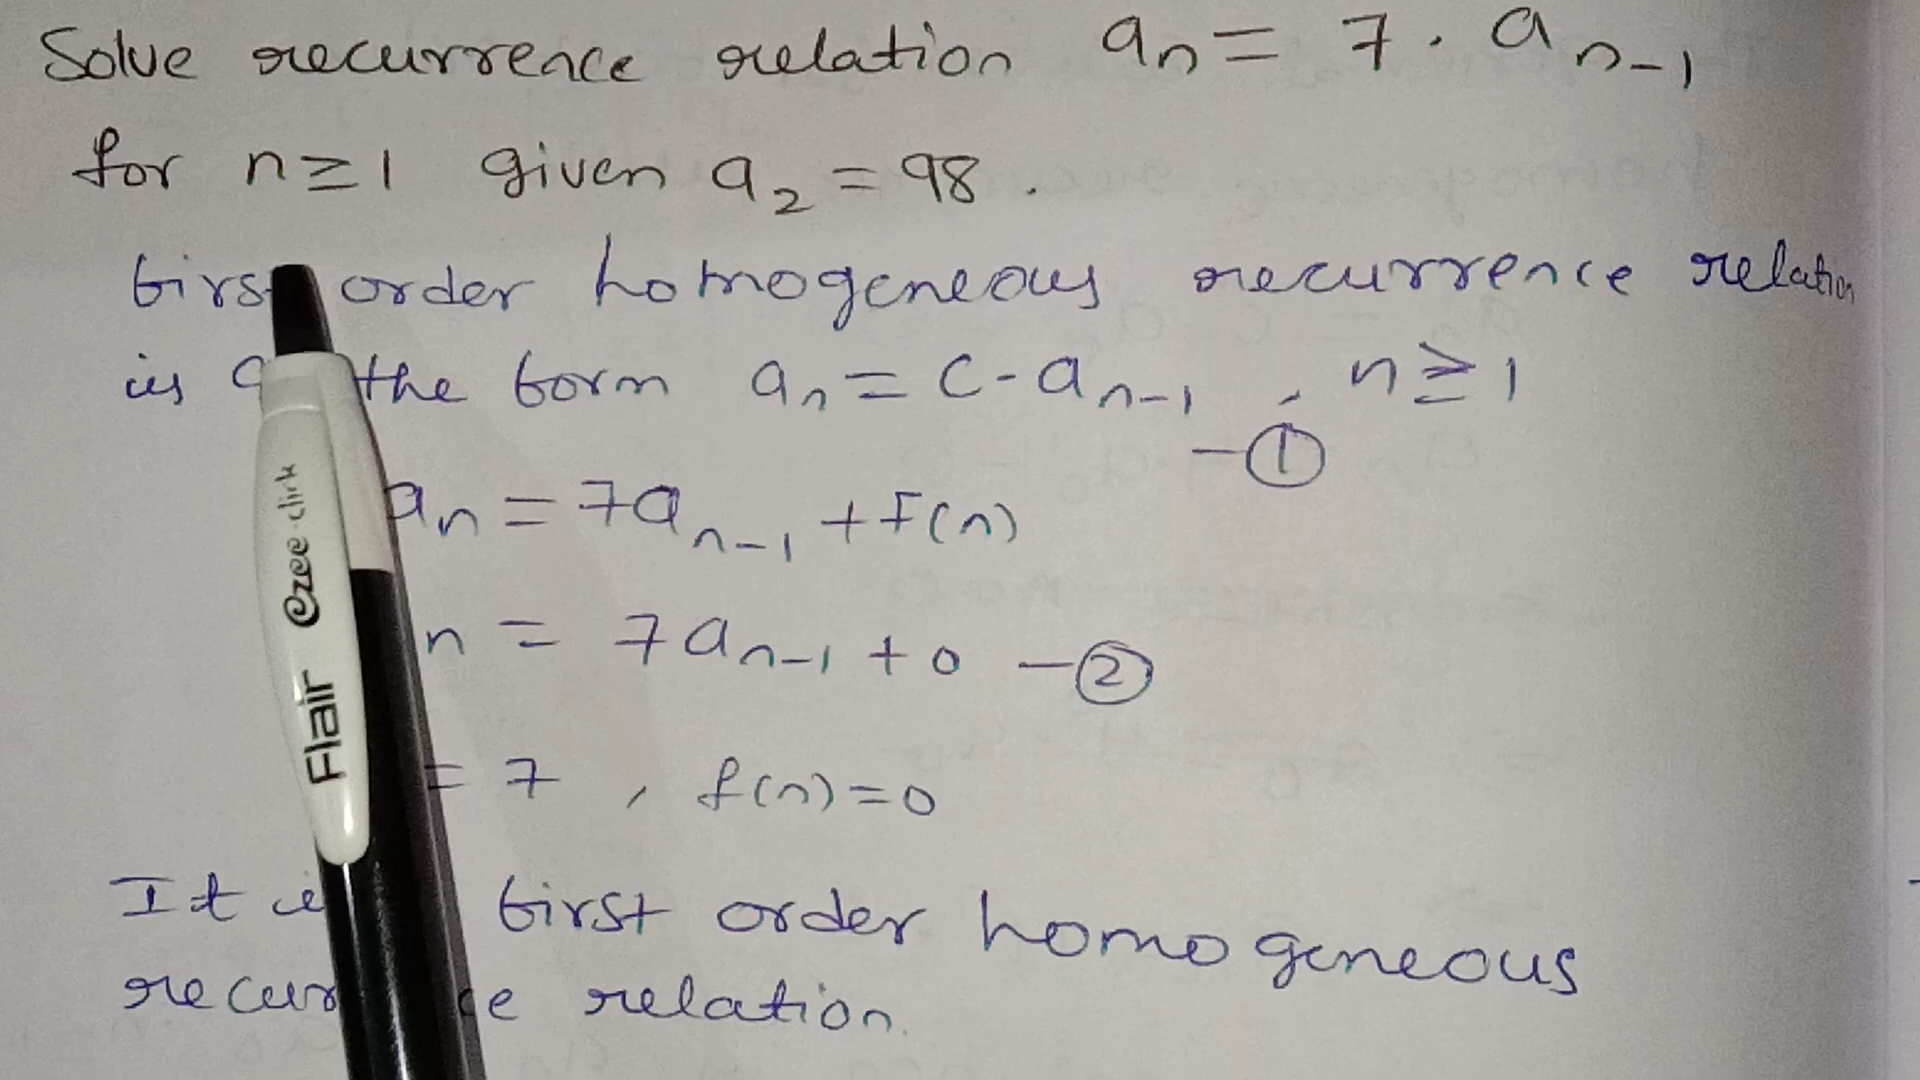 Solve recurrence relation aₙ = 7 . aₙ₋₁
for n ≥ 1 given a₂ = 98 .
first order homogeneous recurrence relation
is the form aₙ = C - aₙ₋₁ , n ≥ 1
- ①
aₙ = 7aₙ₋₁ + F(n)
n = 7aₙ₋₁ + 0 - ②
= 7 , f(n) = 0
It first order homogeneous
relation.
Flair ezee-click